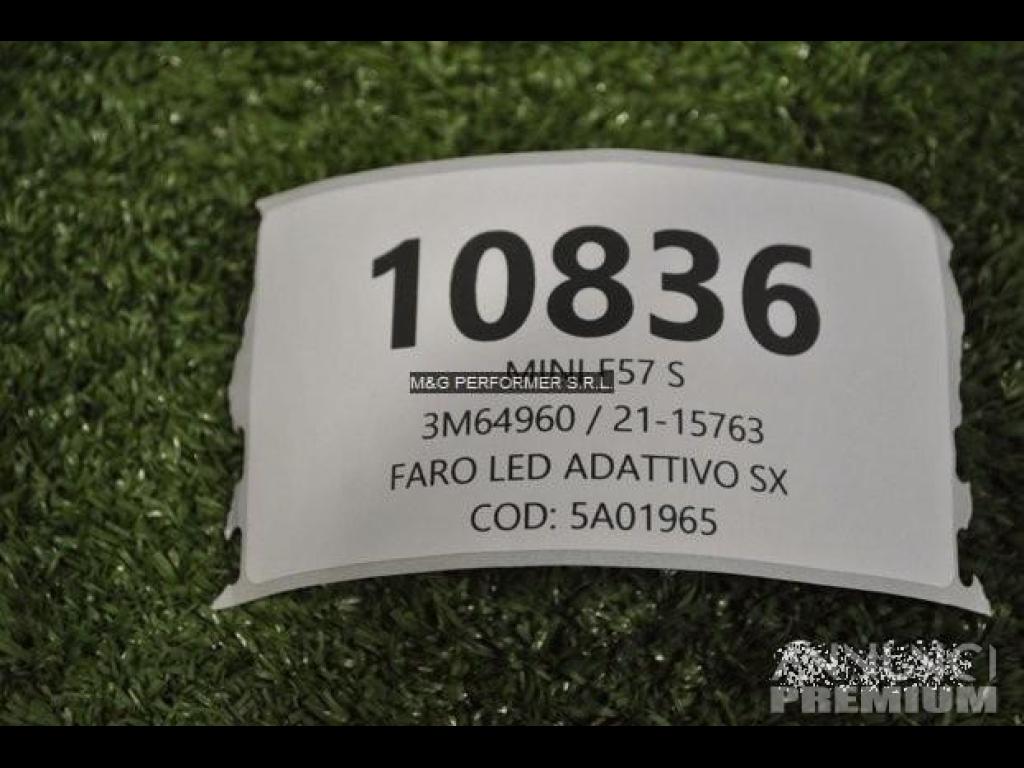 10836
MINI F57 S
M&G PERFORMER S.R.L.
3M64960 / 21-15763
FARO LED ADATTIVO SX
COD: 5A01965
PREMIUM